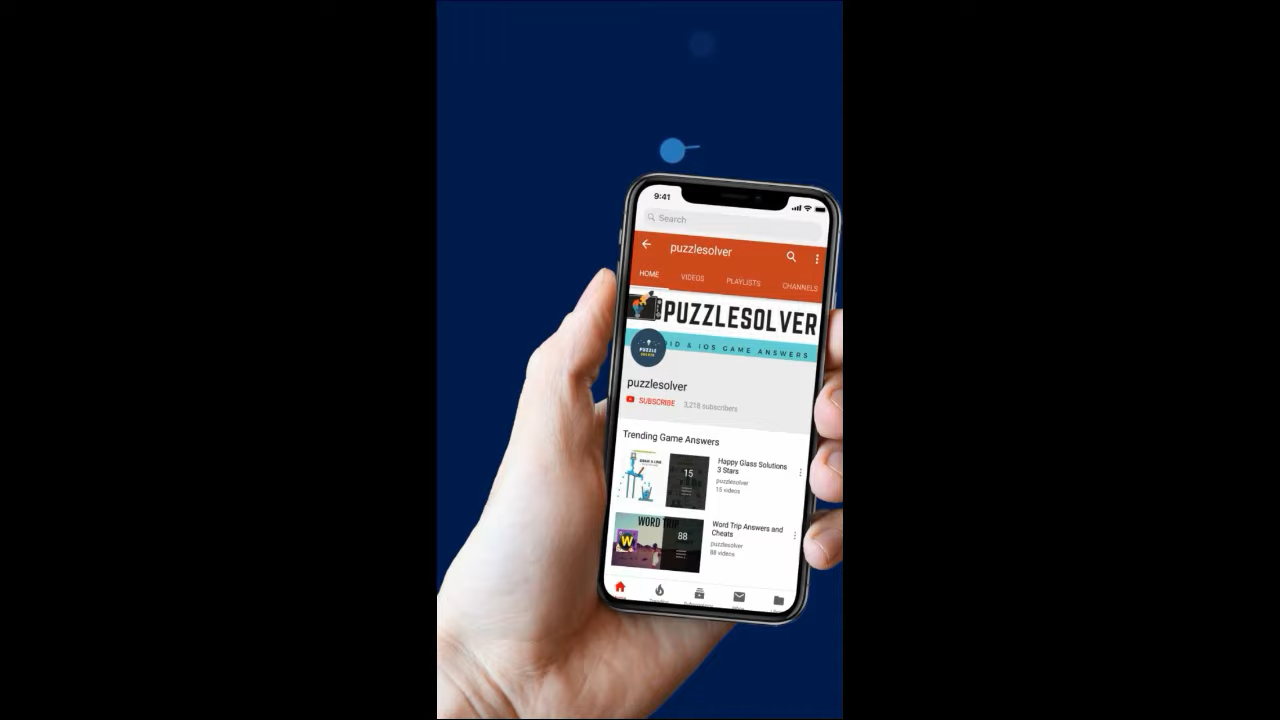 9:41
Search
puzzlesolver
HOME VIDEOS PLAYLISTS CHANNELS
PUZZLESOLVER
OID & IOS GAME ANSWERS
PUZZLE
puzzlesolver
SUBSCRIBE 3,218 subscribers
Trending Game Answers
15
Happy Glass Solutions
3 Stars
puzzlesolver
15 videos
WORD TRIP
W
88
Word Trip Answers and
Cheats
puzzlesolver
88 videos